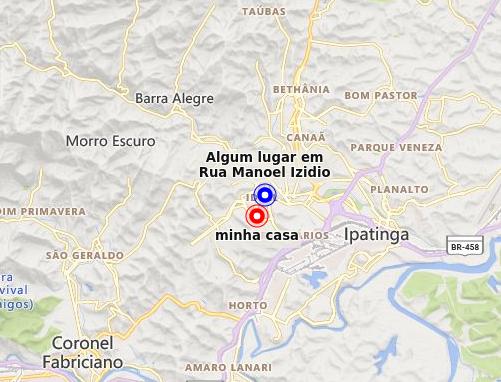 TAÚBAS
BETHÂNIA
Barra Alegre
BOM PASTOR
CANAÃ
Morro Escuro
PARQUE VENEZA
Algum lugar em
Rua Manoel Izidio
PLANALTO
DIM PRIMAVERA
minha casa
Ipatinga
BR-458
SÃO GERALDO
HORTO
Coronel
Fabriciano
AMARO LANARI